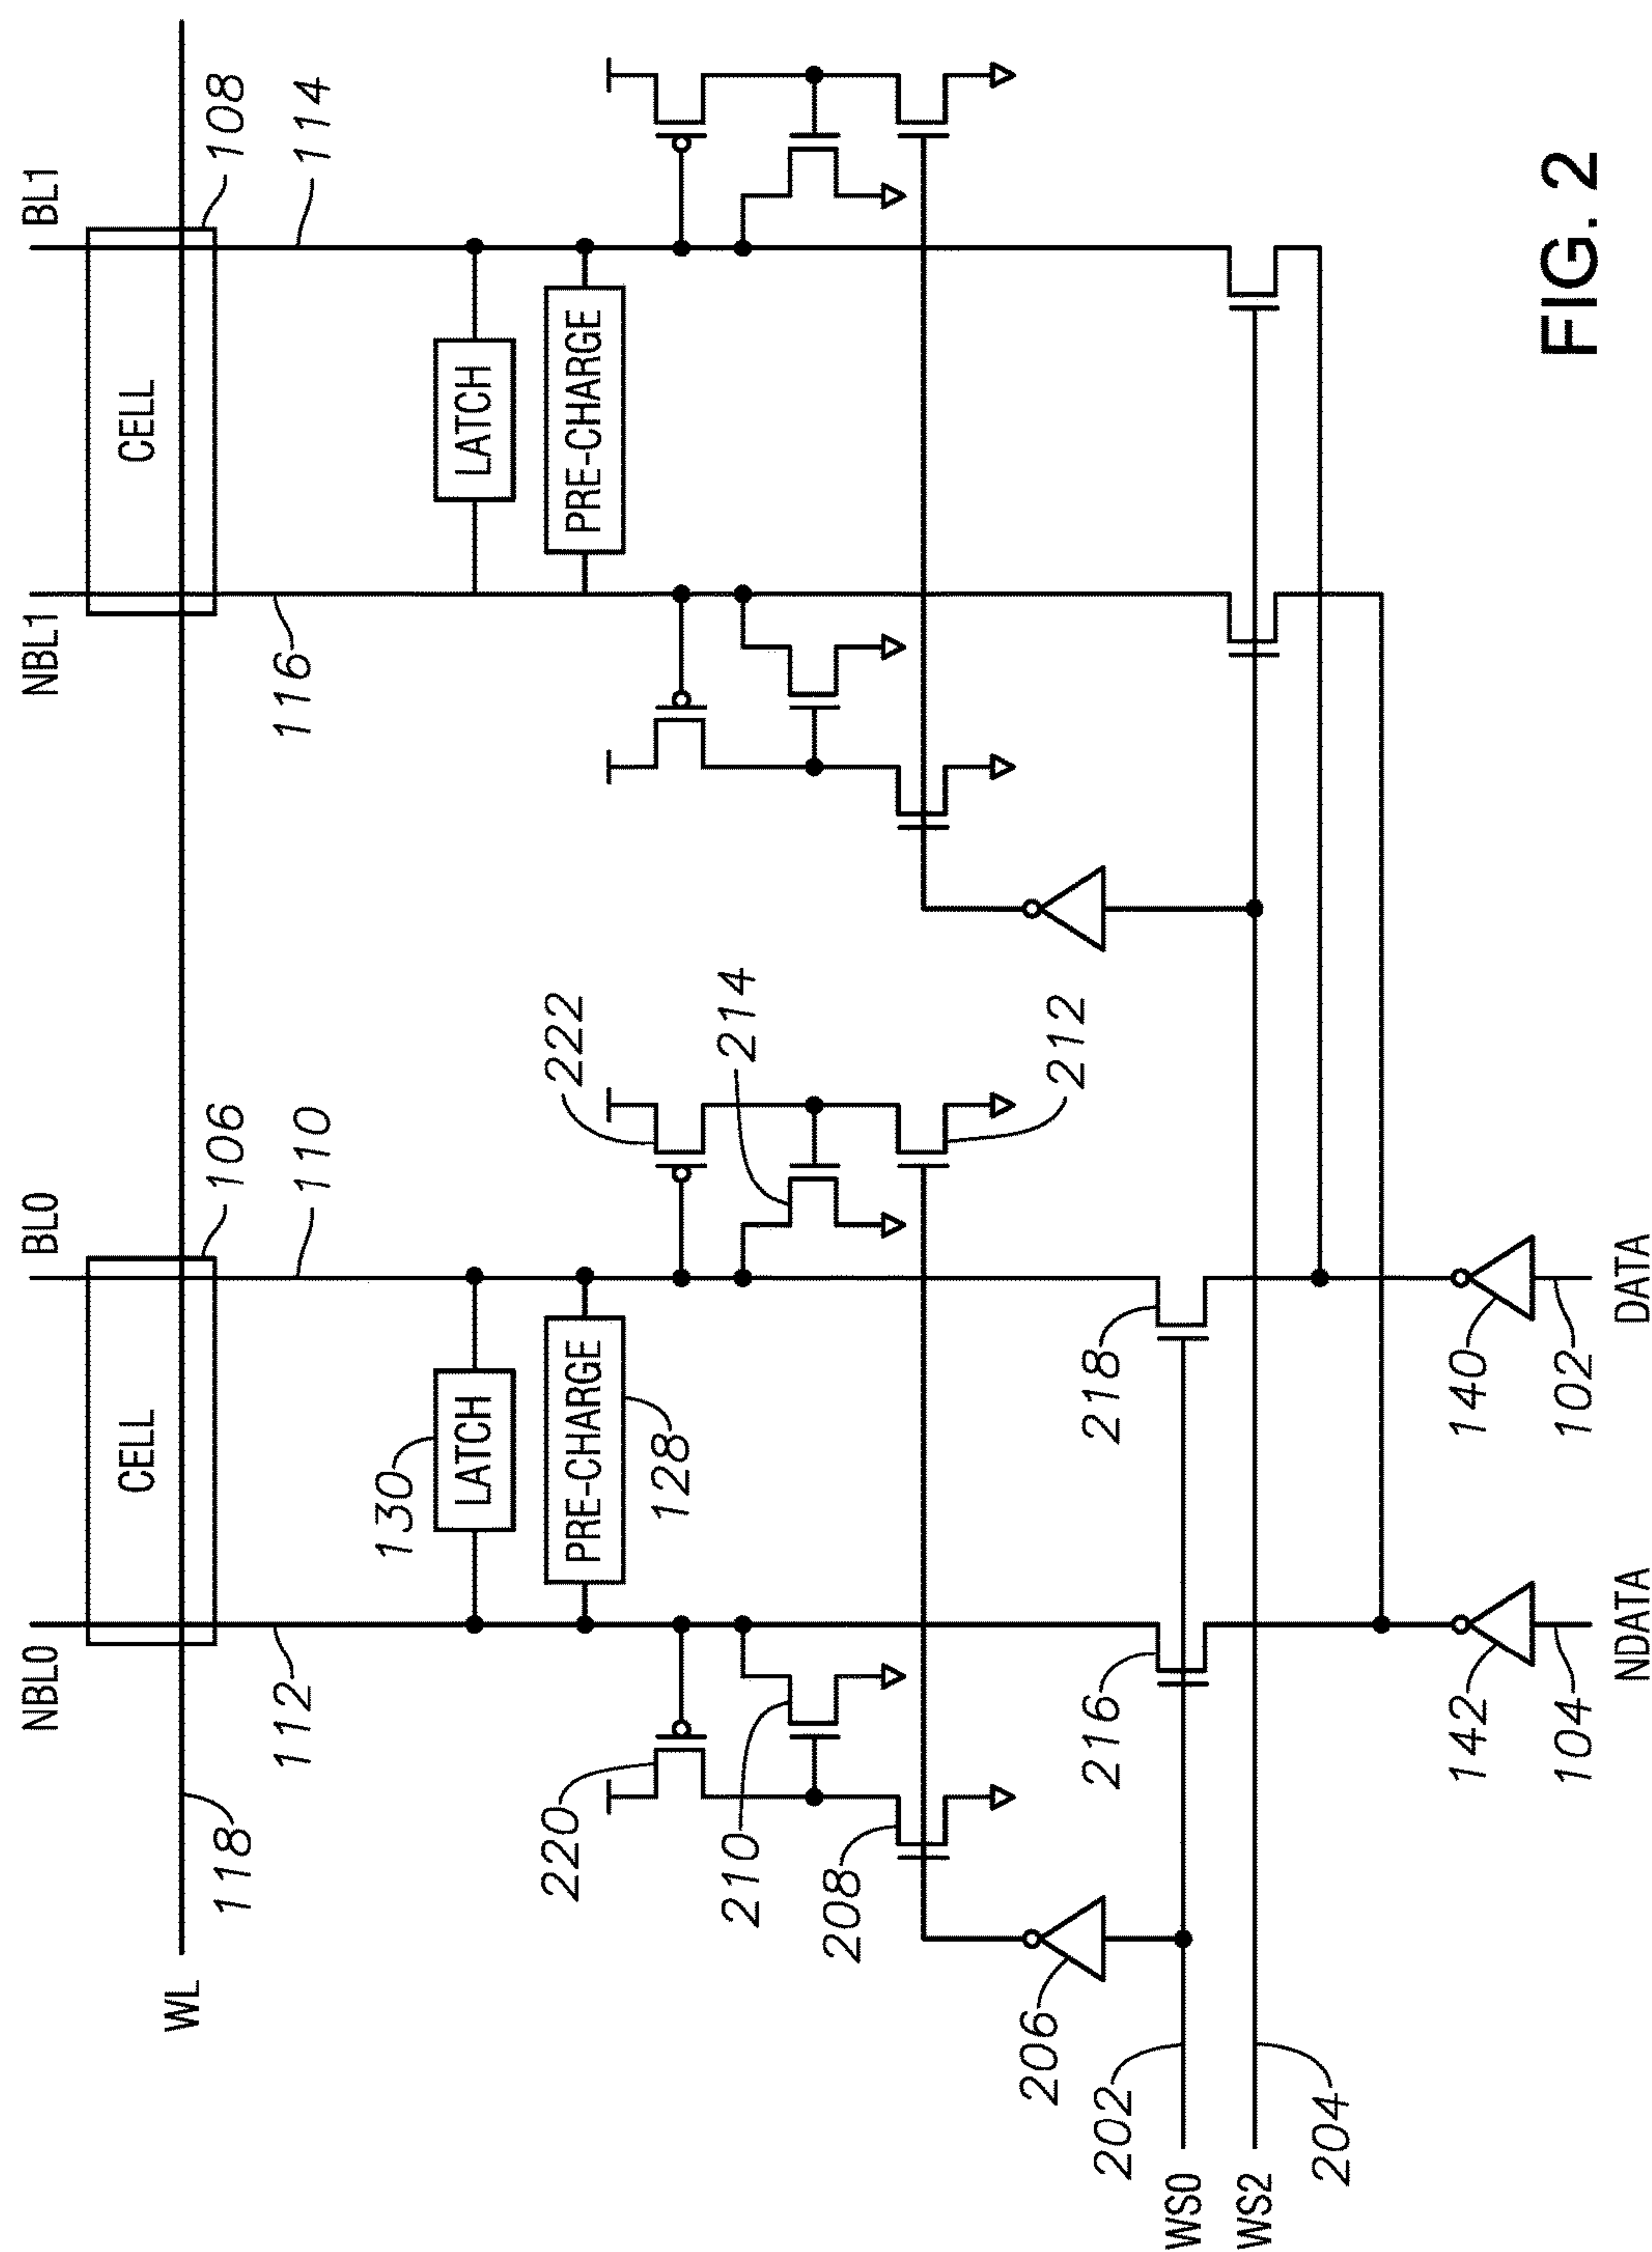 BL1
108
114
CELL
LATCH
PRE-CHARGE
NBL1
116
BL0
106
110
222
214
212
CELL
130
LATCH
PRE-CHARGE
128
218
140
102
DATA
NBL0
112
220
210
208
216
142
104
NDATA
WL
118
206
202
204
WS0
WS2
FIG. 2